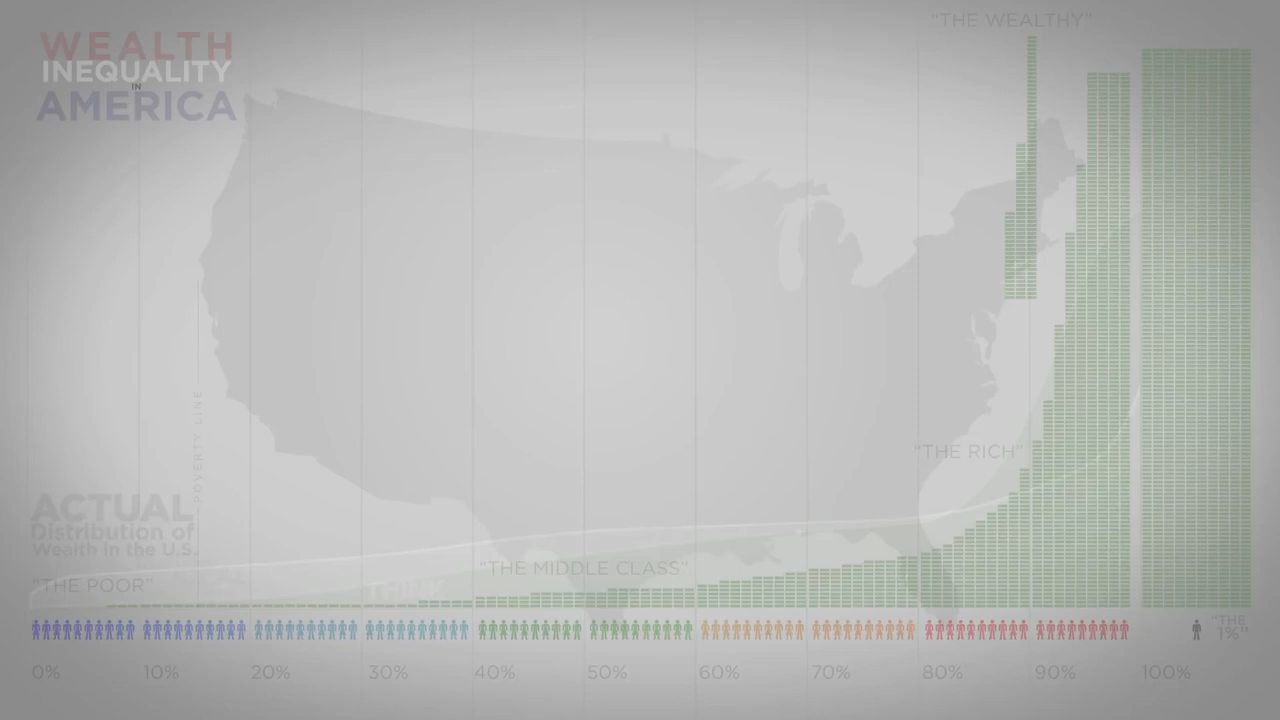 "THE WEALTHY"
WEALTH
INEQUALITY
IN
AMERICA
POVERTY LINE
"THE RICH"
ACTUAL
Distribution of
Wealth In the U.S.
"THE POOR"
"THE MIDDLE CLASS"
"THE
1%"
0% 10% 20% 30% 40% 50% 60% 70% 80% 90% 100%